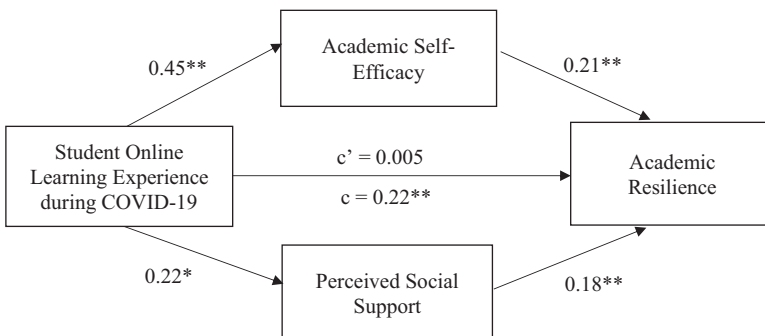 Academic Self-
Efficacy
0.45**
0.21**
Student Online
Learning Experience
during COVID-19
c’ = 0.005
c = 0.22**
Academic
Resilience
0.22*
Perceived Social
Support
0.18**